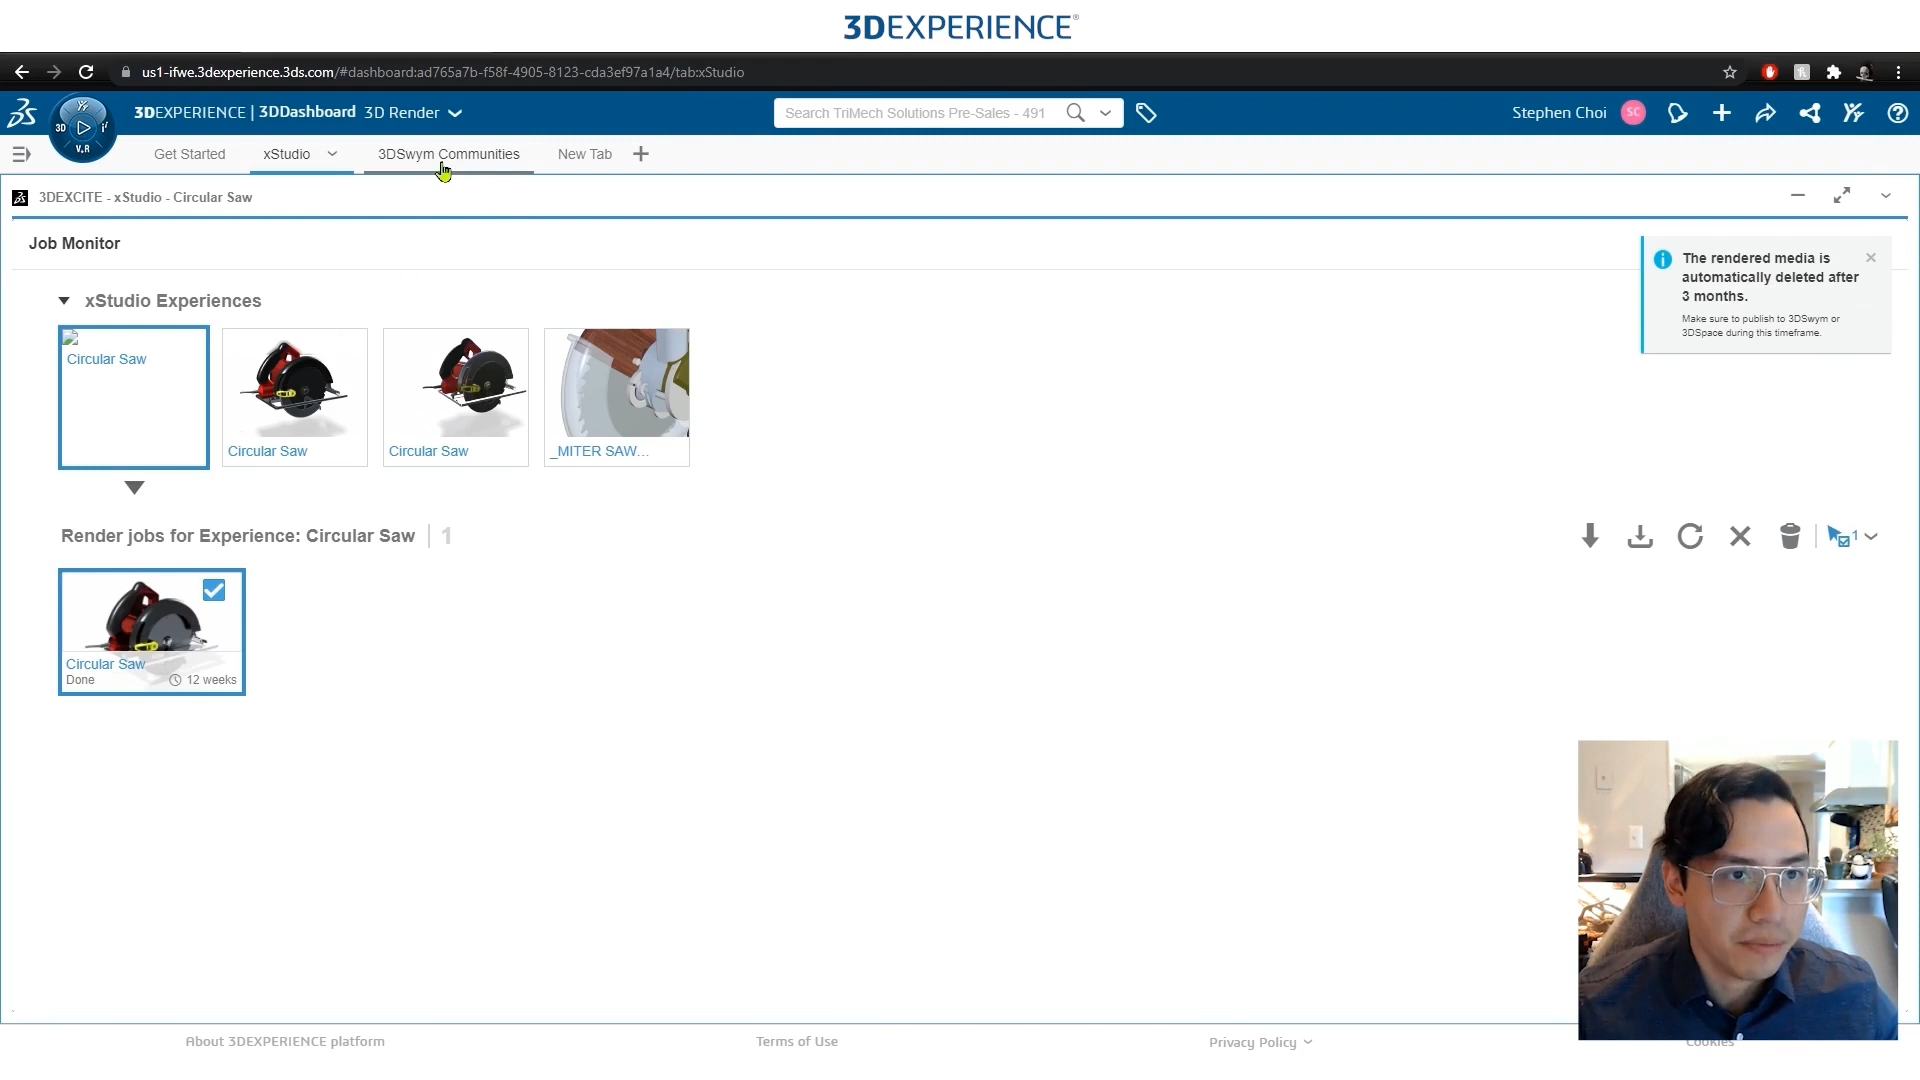 3DEXPERIENCE®
us1-ifwe.3dexperience.3ds.com/#dashboard:ad765a7b-f58f-4905-8123-cda3ef97a1a4/tab:xStudio
3D
V.R
3DEXPERIENCE | 3DDashboard 3D Render
Search TriMech Solutions Pre-Sales - 491
Stephen Choi
SC
Get Started
xStudio
3DSwym Communities
New Tab
3DEXCITE - xStudio - Circular Saw
Job Monitor
The rendered media is
automatically deleted after
3 months.
Make sure to publish to 3DSwym or
3DSpace during this timeframe.
xStudio Experiences
Circular Saw
Circular Saw
Circular Saw
_MITER SAW...
Render jobs for Experience: Circular Saw | 1
1
Circular Saw
Done
12 weeks
About 3DEXPERIENCE platform
Terms of Use
Privacy Policy
Cookies